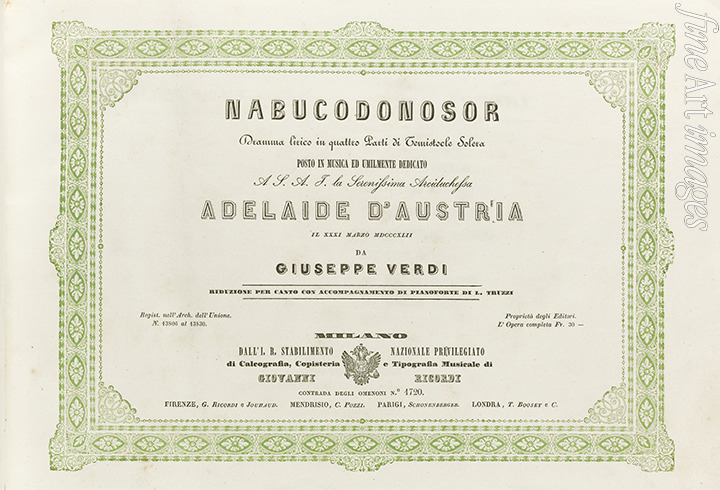 NABUCODONOSOR
Dramma lirico in quattro Parti di Temistocle Solera
POSTO IN MUSICA ED UMILMENTE DEDICATO
A S. A. I. la Serenissima Arciduchessa
ADELAIDE D'AUSTRIA
IL XXXI MARZO MDCCCXLII
DA
GIUSEPPE VERDI
RIDUZIONE PER CANTO CON ACCOMPAGNAMENTO DI PIANOFORTE DI L. TRUZZI
Regist. nell'Arch. dell'Unione.
N. 13806 al 13830.
Proprietà degli Editori.
L'Opera completa Fr. 30 —
MILANO
DALL'I. R. STABILIMENTO NAZIONALE PRIVILEGIATO
di Calcografia, Copisteria e Tipografia Musicale di
GIOVANNI RICORDI
CONTRADA DEGLI OMENONI N.º 1720.
FIRENZE, G. RICORDI e JOUHAUD. MENDRISIO, C. POZZI. PARIGI, SCHONENBERGER. LONDRA, T. BOOSEY e C.
fine Art images